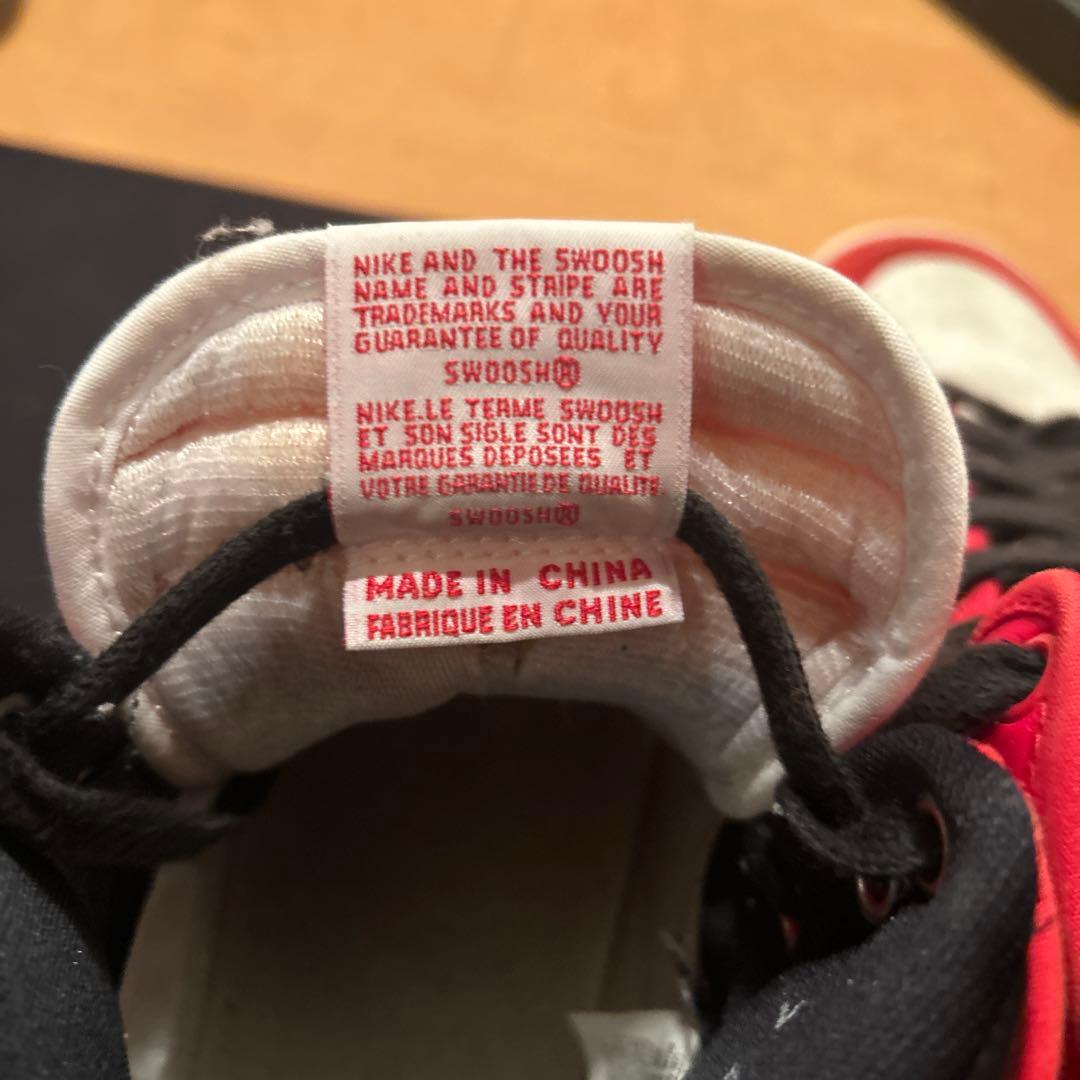 NIKE AND THE SWOOSH
NAME AND STRIPE ARE
TRADEMARKS AND YOUR
GUARANTEE OF QUALITY
SWOOSH®
NIKE.LE TERME SWOOSH
ET SON SIGLE SONT DES
MARQUES DEPOSEES ET
VOTRE GARANTIE DE QUALITE.
SWOOSH®
MADE IN CHINA
FABRIQUE EN CHINE